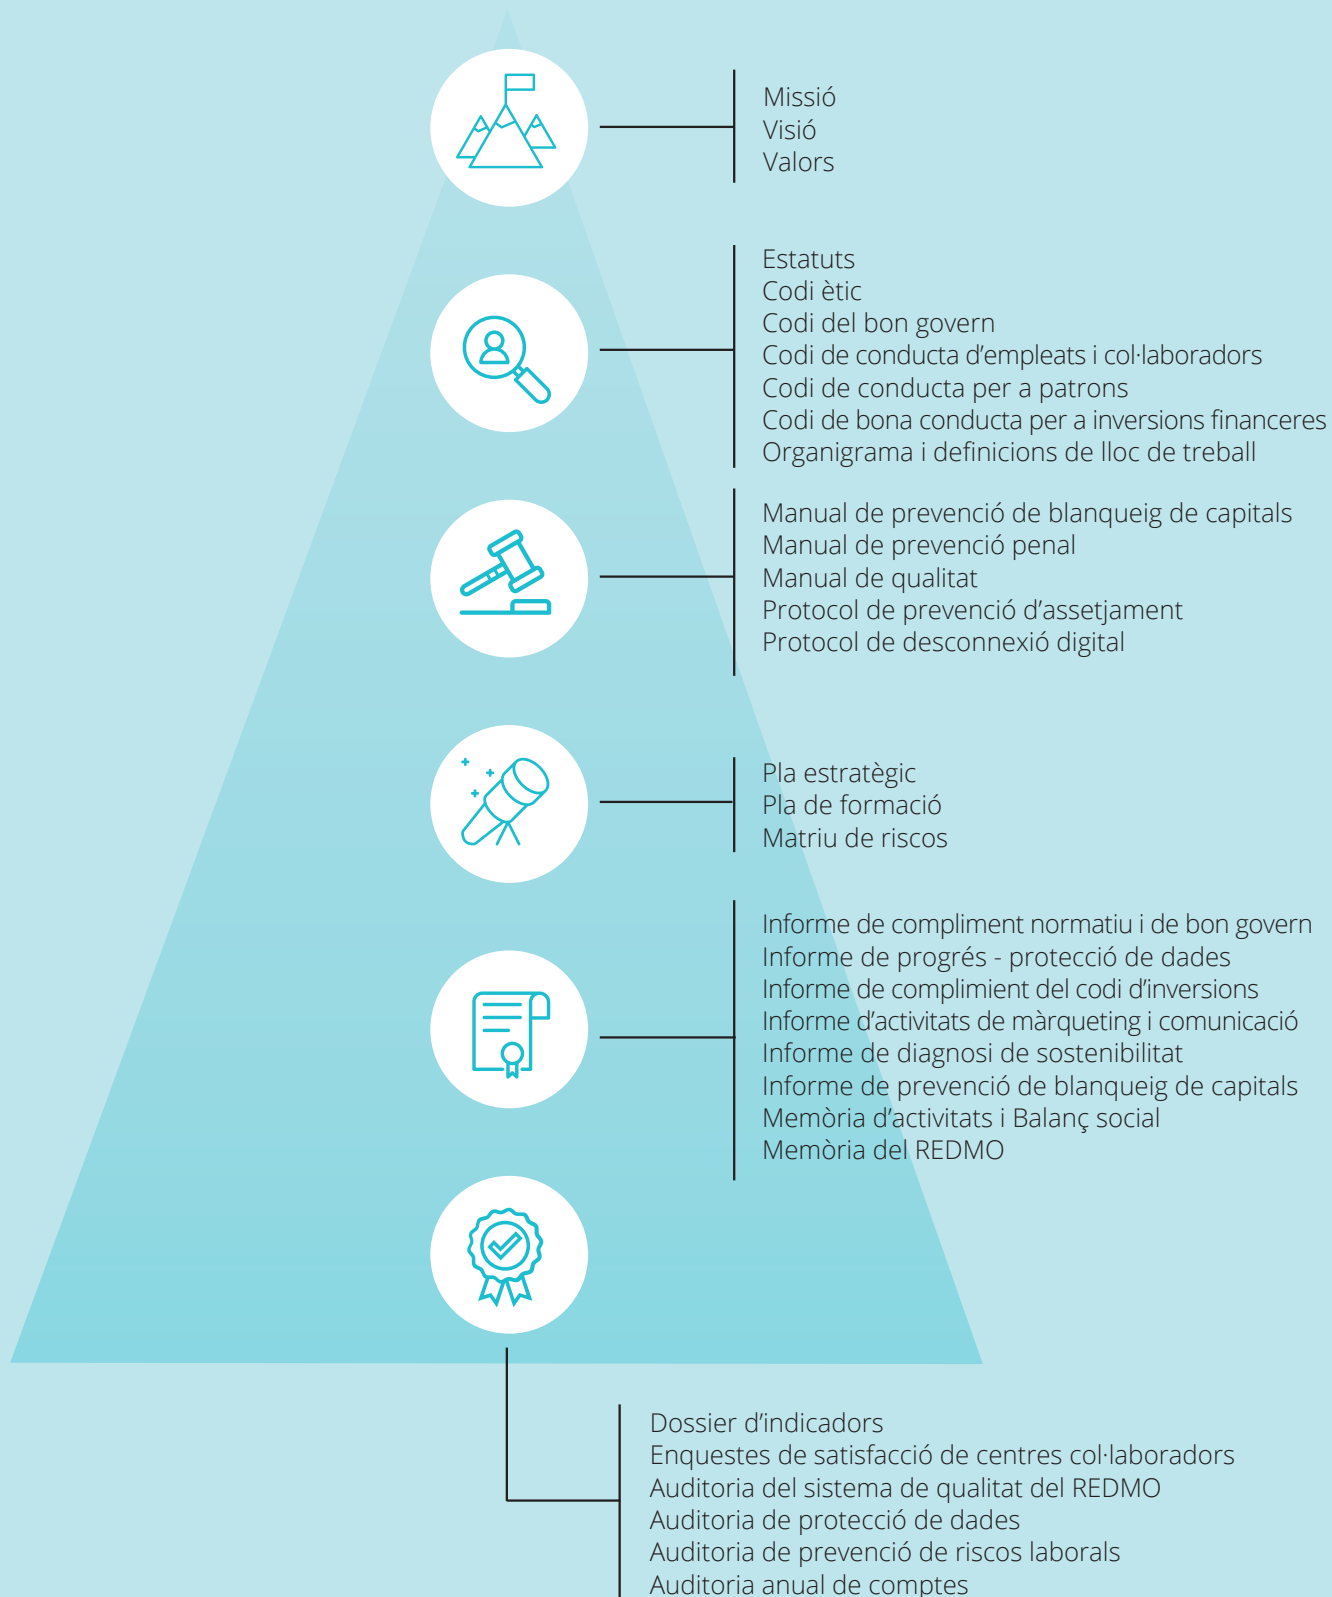 Missió
Visió
Valors
Estatuts
Codi ètic
Codi del bon govern
Codi de conducta d'empleats i col·laboradors
Codi de conducta per a patrons
Codi de bona conducta per a inversions financeres
Organigrama i definicions de lloc de treball
Manual de prevenció de blanqueig de capitals
Manual de prevenció penal
Manual de qualitat
Protocol de prevenció d'assetjament
Protocol de desconnexió digital
Pla estratègic
Pla de formació
Matriu de riscos
Informe de compliment normatiu i de bon govern
Informe de progrés - protecció de dades
Informe de complimient del codi d'inversions
Informe d'activitats de màrqueting i comunicació
Informe de diagnosi de sostenibilitat
Informe de prevenció de blanqueig de capitals
Memòria d'activitats i Balanç social
Memòria del REDMO
Dossier d'indicadors
Enquestes de satisfacció de centres col·laboradors
Auditoria del sistema de qualitat del REDMO
Auditoria de protecció de dades
Auditoria de prevenció de riscos laborals
Auditoria anual de comptes